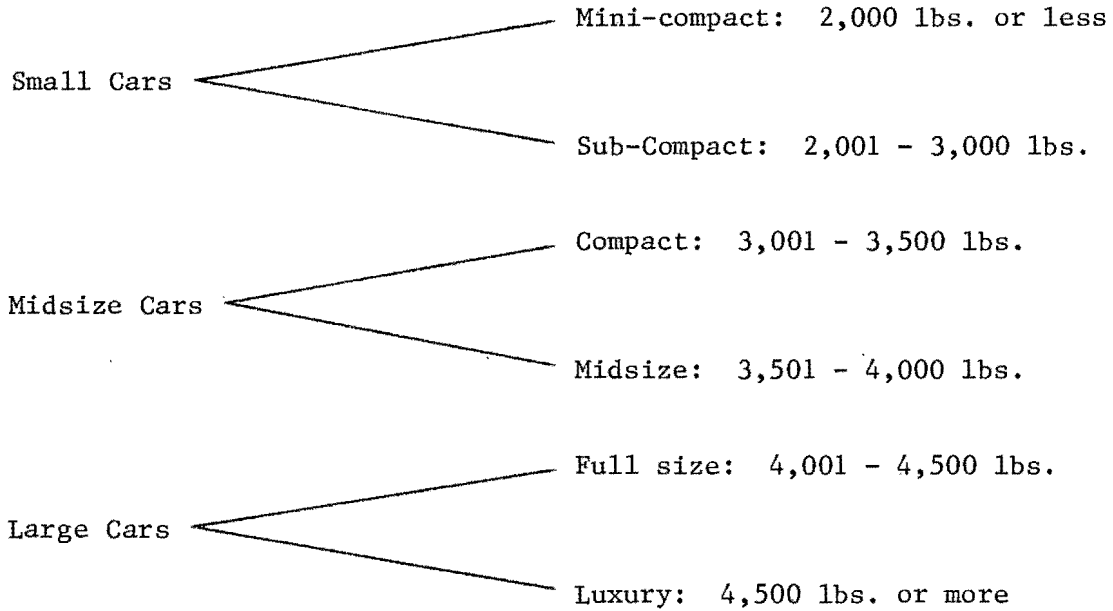 Mini-compact: 2,000 lbs. or less
Small Cars
Sub-Compact: 2,001 - 3,000 lbs.
Compact: 3,001 - 3,500 lbs.
Midsize Cars
Midsize: 3,501 - 4,000 lbs.
Full size: 4,001 - 4,500 lbs.
Large Cars
Luxury: 4,500 lbs. or more